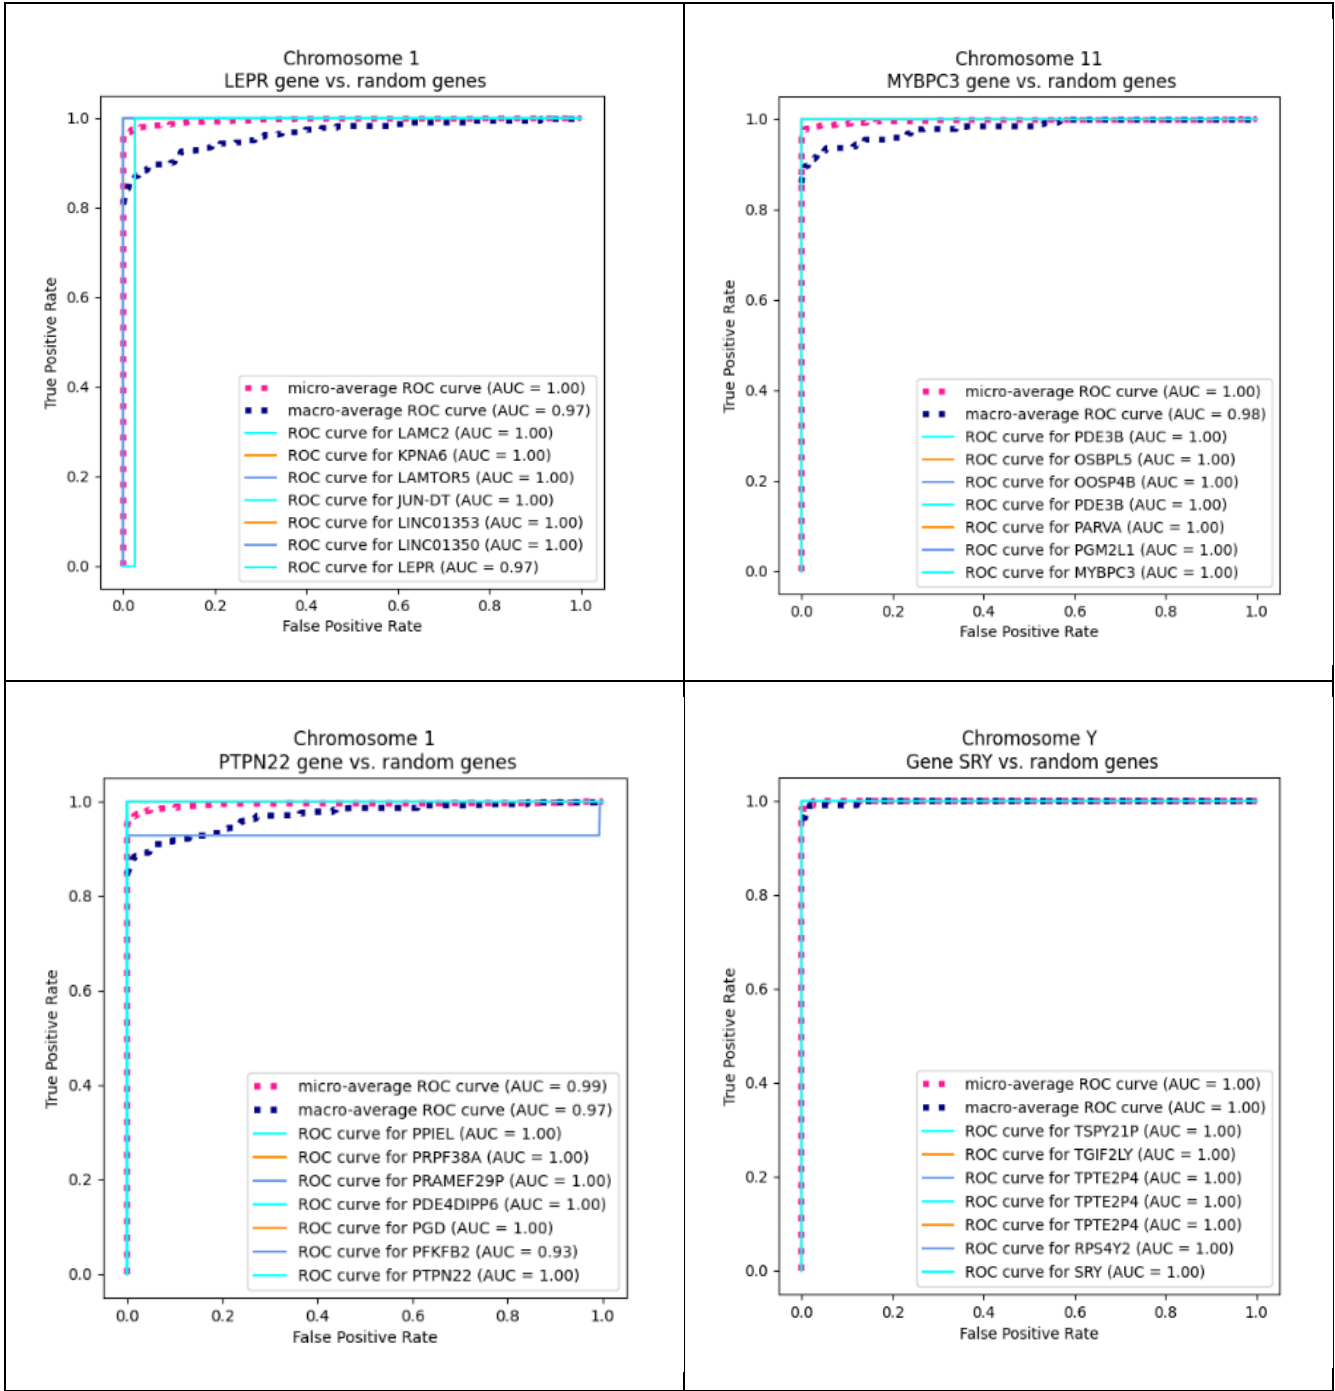 Chromosome 1
LEPR gene vs. random genes
1.0
0.8
0.6
0.4
0.2
0.0
True Positive Rate
micro-average ROC curve (AUC = 1.00)
macro-average ROC curve (AUC = 0.97)
ROC curve for LAMC2 (AUC = 1.00)
ROC curve for KPNA6 (AUC = 1.00)
ROC curve for LAMTOR5 (AUC = 1.00)
ROC curve for JUN-DT (AUC = 1.00)
ROC curve for LINC01353 (AUC = 1.00)
ROC curve for LINC01350 (AUC = 1.00)
ROC curve for LEPR (AUC = 0.97)
0.0 0.2 0.4 0.6 0.8 1.0
False Positive Rate
Chromosome 11
MYBPC3 gene vs. random genes
1.0
0.8
0.6
0.4
0.2
0.0
True Positive Rate
micro-average ROC curve (AUC = 1.00)
macro-average ROC curve (AUC = 0.98)
ROC curve for PDE3B (AUC = 1.00)
ROC curve for OSBPL5 (AUC = 1.00)
ROC curve for OOSP4B (AUC = 1.00)
ROC curve for PDE3B (AUC = 1.00)
ROC curve for PARVA (AUC = 1.00)
ROC curve for PGM2L1 (AUC = 1.00)
ROC curve for MYBPC3 (AUC = 1.00)
0.0 0.2 0.4 0.6 0.8 1.0
False Positive Rate
Chromosome 1
PTPN22 gene vs. random genes
1.0
0.8
0.6
0.4
0.2
0.0
True Positive Rate
micro-average ROC curve (AUC = 0.99)
macro-average ROC curve (AUC = 0.97)
ROC curve for PPIEL (AUC = 1.00)
ROC curve for PRPF38A (AUC = 1.00)
ROC curve for PRAMEF29P (AUC = 1.00)
ROC curve for PDE4DIPP6 (AUC = 1.00)
ROC curve for PGD (AUC = 1.00)
ROC curve for PFKFB2 (AUC = 0.93)
ROC curve for PTPN22 (AUC = 1.00)
0.0 0.2 0.4 0.6 0.8 1.0
False Positive Rate
Chromosome Y
Gene SRY vs. random genes
1.0
0.8
0.6
0.4
0.2
0.0
True Positive Rate
micro-average ROC curve (AUC = 1.00)
macro-average ROC curve (AUC = 1.00)
ROC curve for TSPY21P (AUC = 1.00)
ROC curve for TGIF2LY (AUC = 1.00)
ROC curve for TPTE2P4 (AUC = 1.00)
ROC curve for TPTE2P4 (AUC = 1.00)
ROC curve for TPTE2P4 (AUC = 1.00)
ROC curve for RPS4Y2 (AUC = 1.00)
ROC curve for SRY (AUC = 1.00)
0.0 0.2 0.4 0.6 0.8 1.0
False Positive Rate